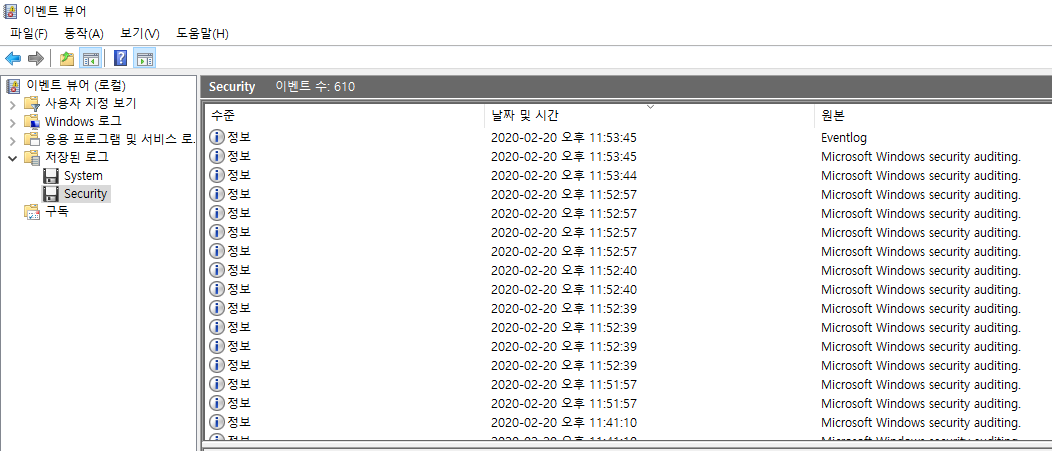 이벤트 뷰어
파일(F) 동작(A) 보기(V) 도움말(H)
이벤트 뷰어 (로컬)
사용자 지정 보기
Windows 로그
응용 프로그램 및 서비스 로...
저장된 로그
System
Security
구독
Security 이벤트 수: 610
수준 날짜 및 시간 원본
정보 2020-02-20 오후 11:53:45 Eventlog
정보 2020-02-20 오후 11:53:45 Microsoft Windows security auditing.
정보 2020-02-20 오후 11:53:44 Microsoft Windows security auditing.
정보 2020-02-20 오후 11:52:57 Microsoft Windows security auditing.
정보 2020-02-20 오후 11:52:57 Microsoft Windows security auditing.
정보 2020-02-20 오후 11:52:57 Microsoft Windows security auditing.
정보 2020-02-20 오후 11:52:57 Microsoft Windows security auditing.
정보 2020-02-20 오후 11:52:40 Microsoft Windows security auditing.
정보 2020-02-20 오후 11:52:40 Microsoft Windows security auditing.
정보 2020-02-20 오후 11:52:39 Microsoft Windows security auditing.
정보 2020-02-20 오후 11:52:39 Microsoft Windows security auditing.
정보 2020-02-20 오후 11:52:39 Microsoft Windows security auditing.
정보 2020-02-20 오후 11:52:39 Microsoft Windows security auditing.
정보 2020-02-20 오후 11:51:57 Microsoft Windows security auditing.
정보 2020-02-20 오후 11:51:57 Microsoft Windows security auditing.
정보 2020-02-20 오후 11:41:10 Microsoft Windows security auditing.
정보 2020-02-20 오후 11:41:10 Microsoft Windows security auditing.